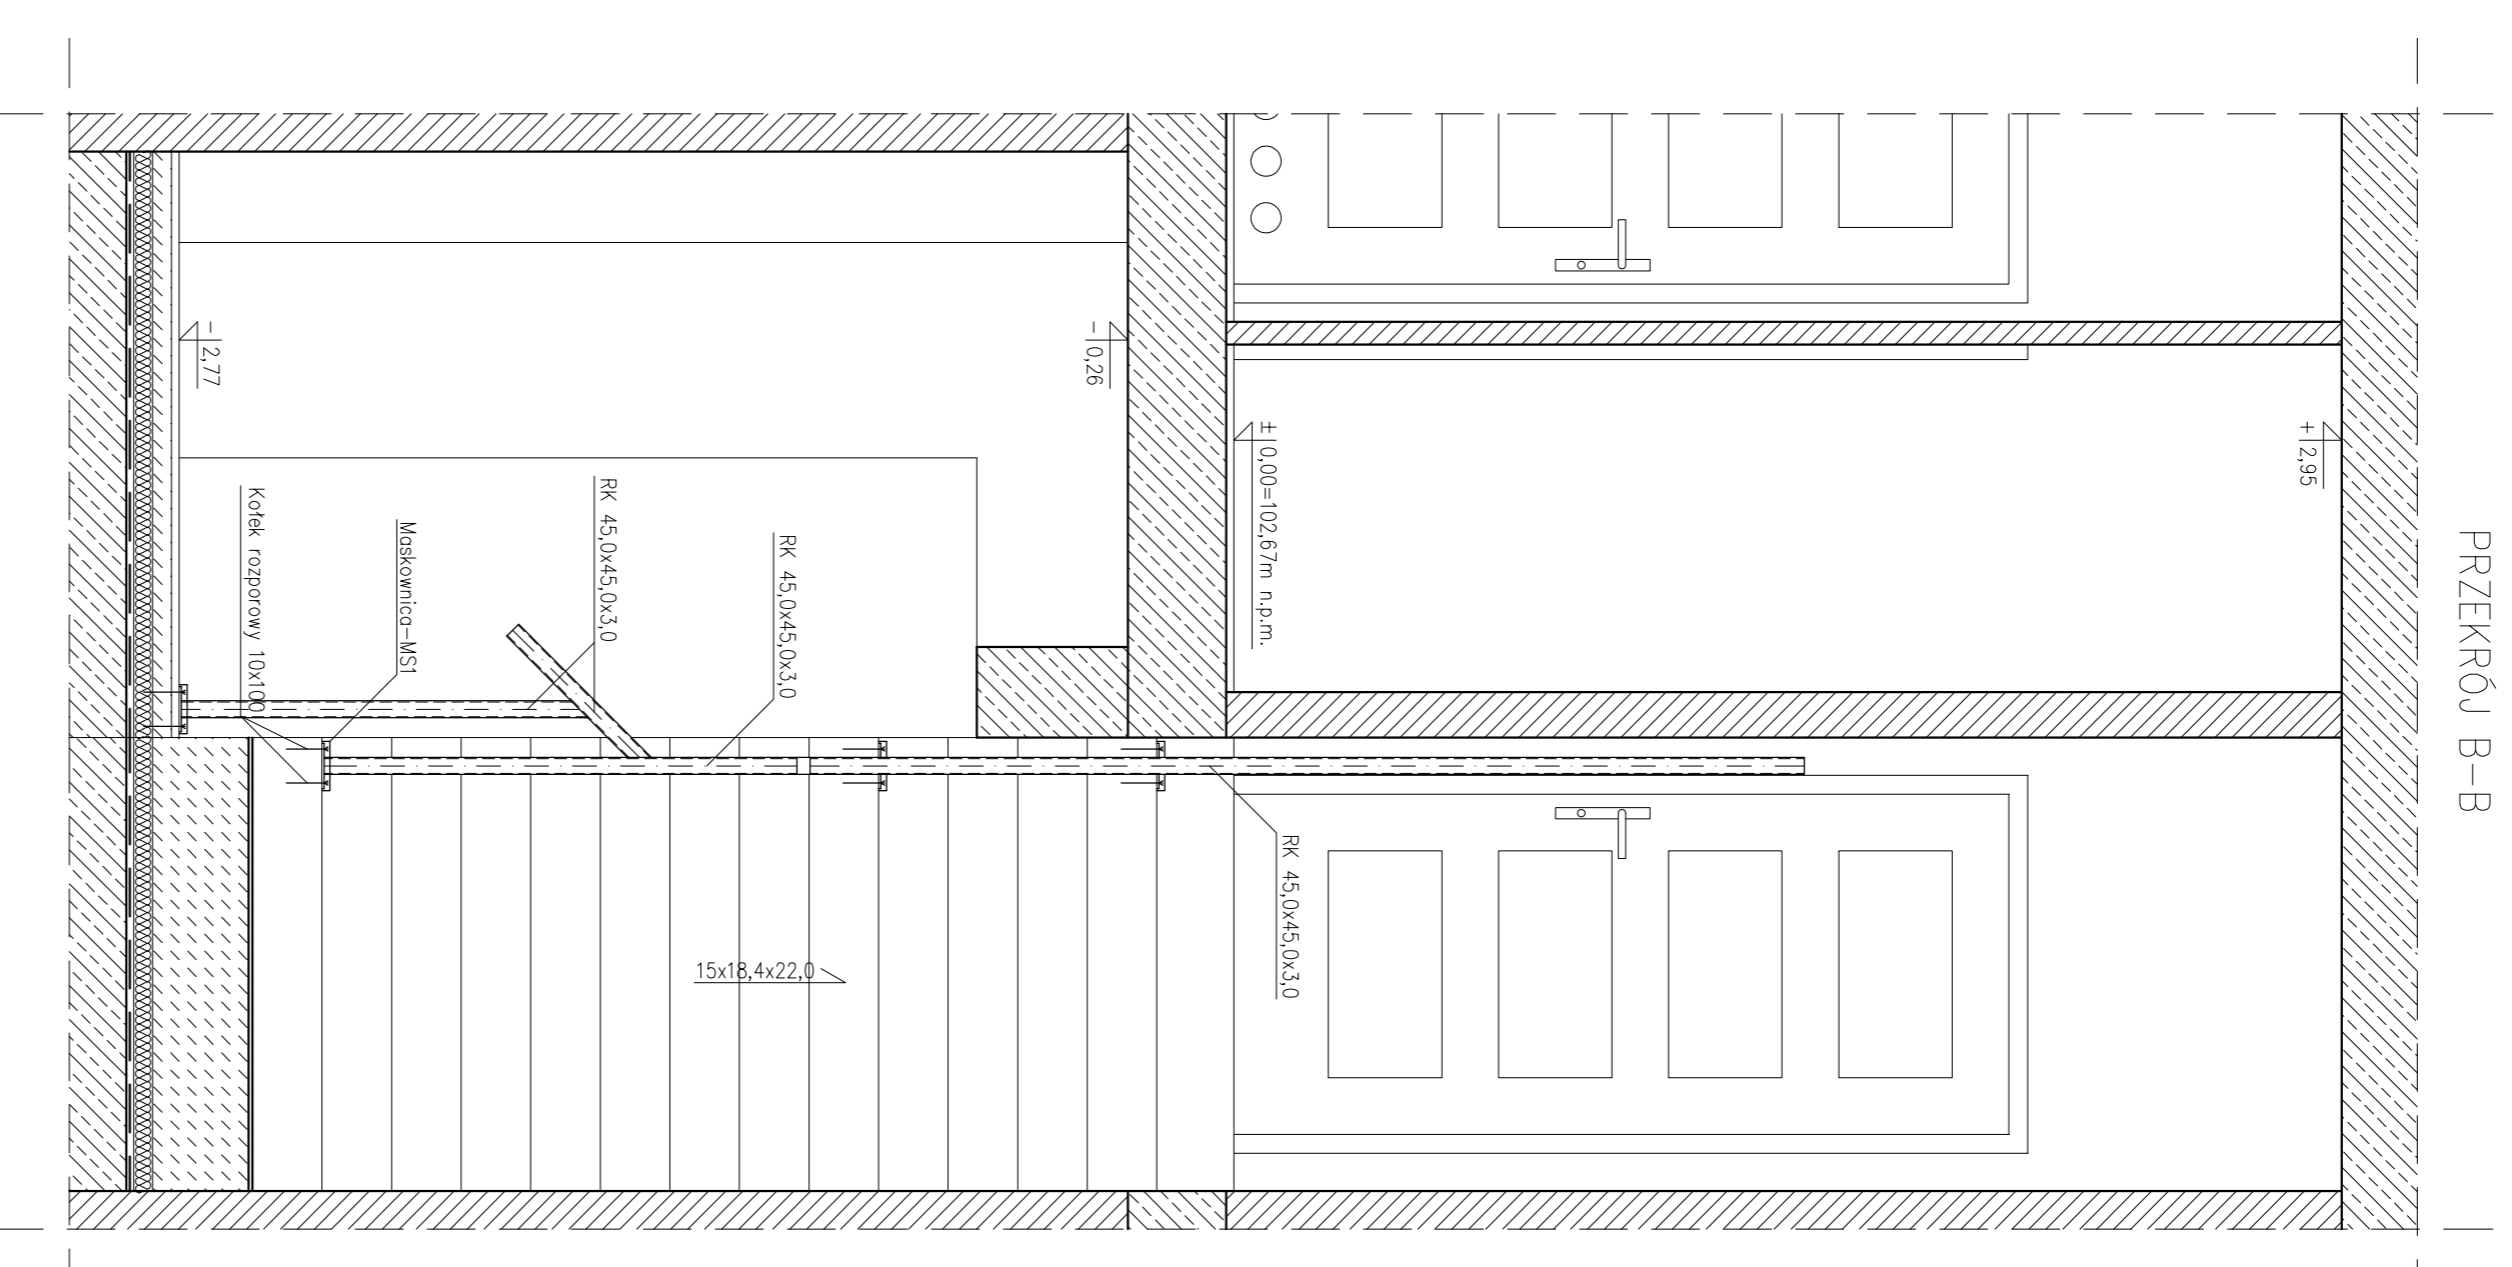 PRZEKRÓJ B-B
+ 2,95
± 0,00=102,67m n.p.m.
- 0,26
- 2,77
RK 45,0x45,0x3,0
RK 45,0x45,0x3,0
RK 45,0x45,0x3,0
Maskownica-MS1
Kołek rozporowy 10x100
15x18,4x22,0